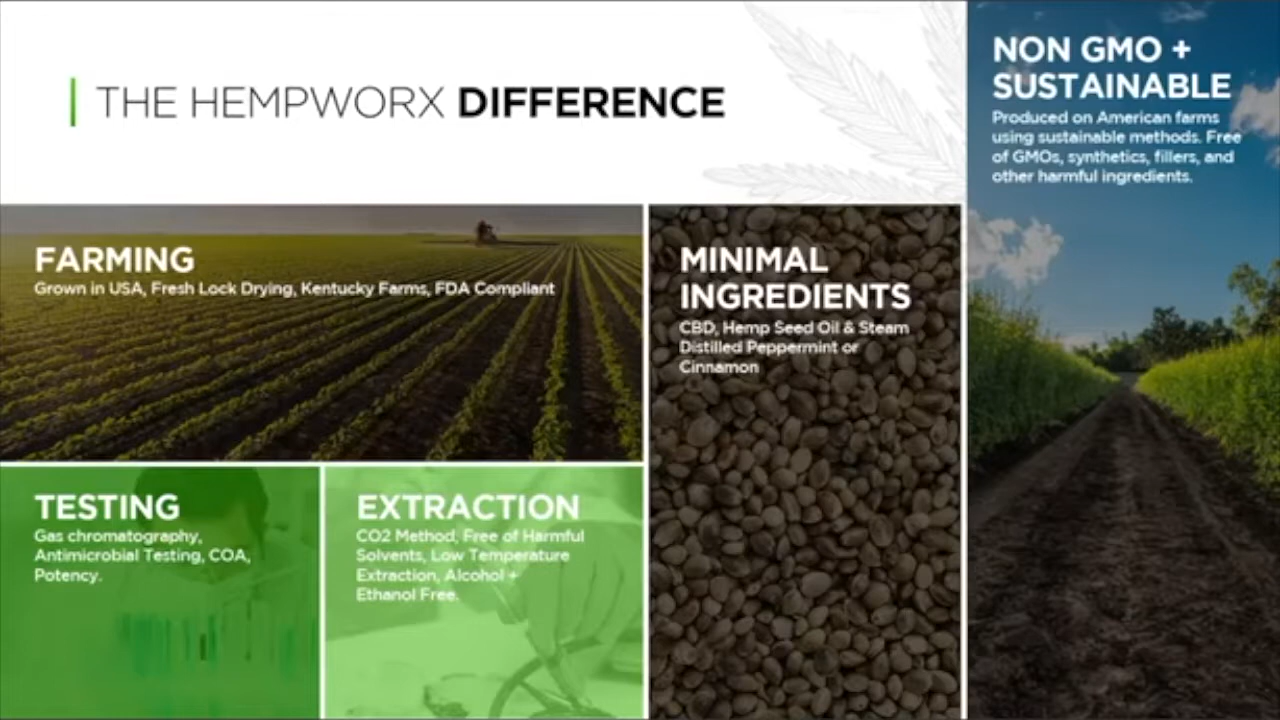 THE HEMPWORX DIFFERENCE
FARMING
Grown in USA, Fresh Lock Drying, Kentucky Farms, FDA Compliant
TESTING
Gas chromatography,
Antimicrobial Testing, COA,
Potency.
EXTRACTION
CO2 Method, Free of Harmful
Solvents, Low Temperature
Extraction, Alcohol +
Ethanol Free.
MINIMAL
INGREDIENTS
CBD, Hemp Seed Oil & Steam
Distilled Peppermint or
Cinnamon
NON GMO +
SUSTAINABLE
Produced on American farms
using sustainable methods. Free
of GMOs, synthetics, fillers, and
other harmful ingredients.